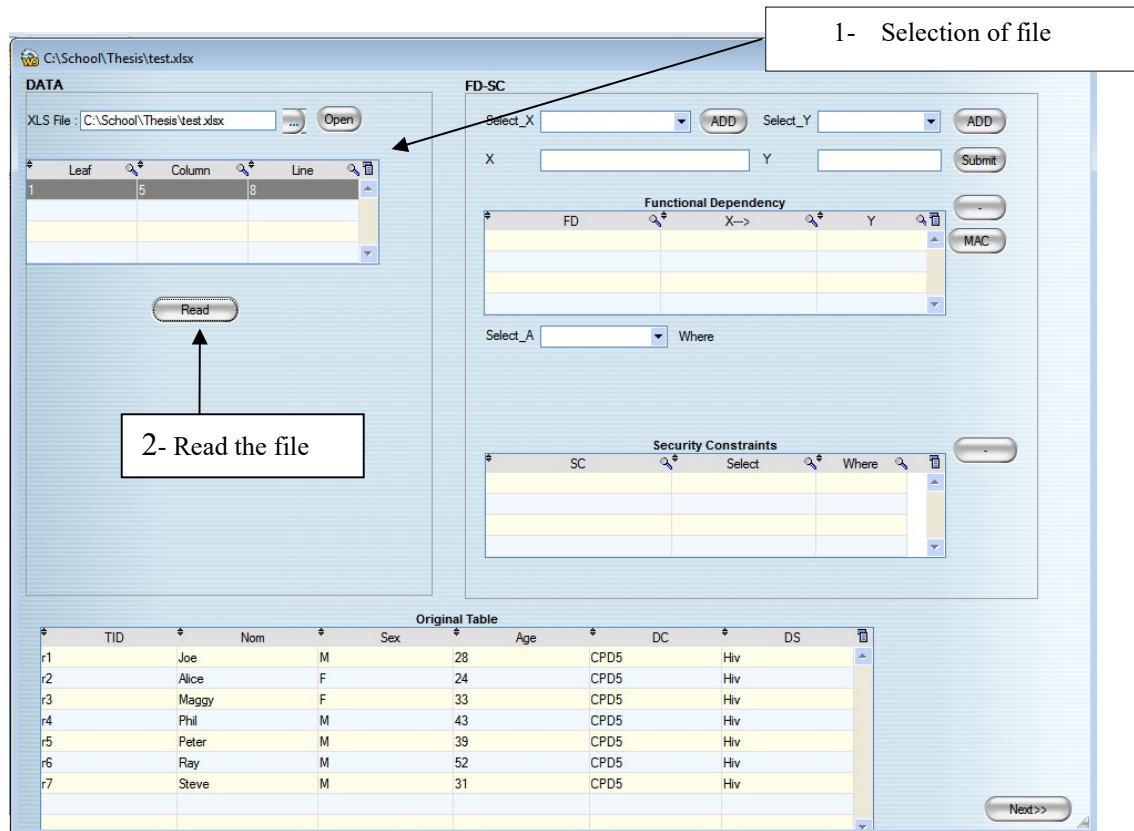 1- Selection of file
C:\School\Thesis\test.xlsx
DATA
XLS File : C:\School\Thesis\test.xlsx ... Open
Leaf Column Line
1 5 8
Read
2- Read the file
FD-SC
Select_X ADD Select_Y ADD
X Y Submit
Functional Dependency -
FD X--> Y
MAC
Select_A Where
Security Constraints -
SC Select Where
Original Table
TID Nom Sex Age DC DS
r1 Joe M 28 CPD5 Hiv
r2 Alice F 24 CPD5 Hiv
r3 Maggy F 33 CPD5 Hiv
r4 Phil M 43 CPD5 Hiv
r5 Peter M 39 CPD5 Hiv
r6 Ray M 52 CPD5 Hiv
r7 Steve M 31 CPD5 Hiv
Next>>